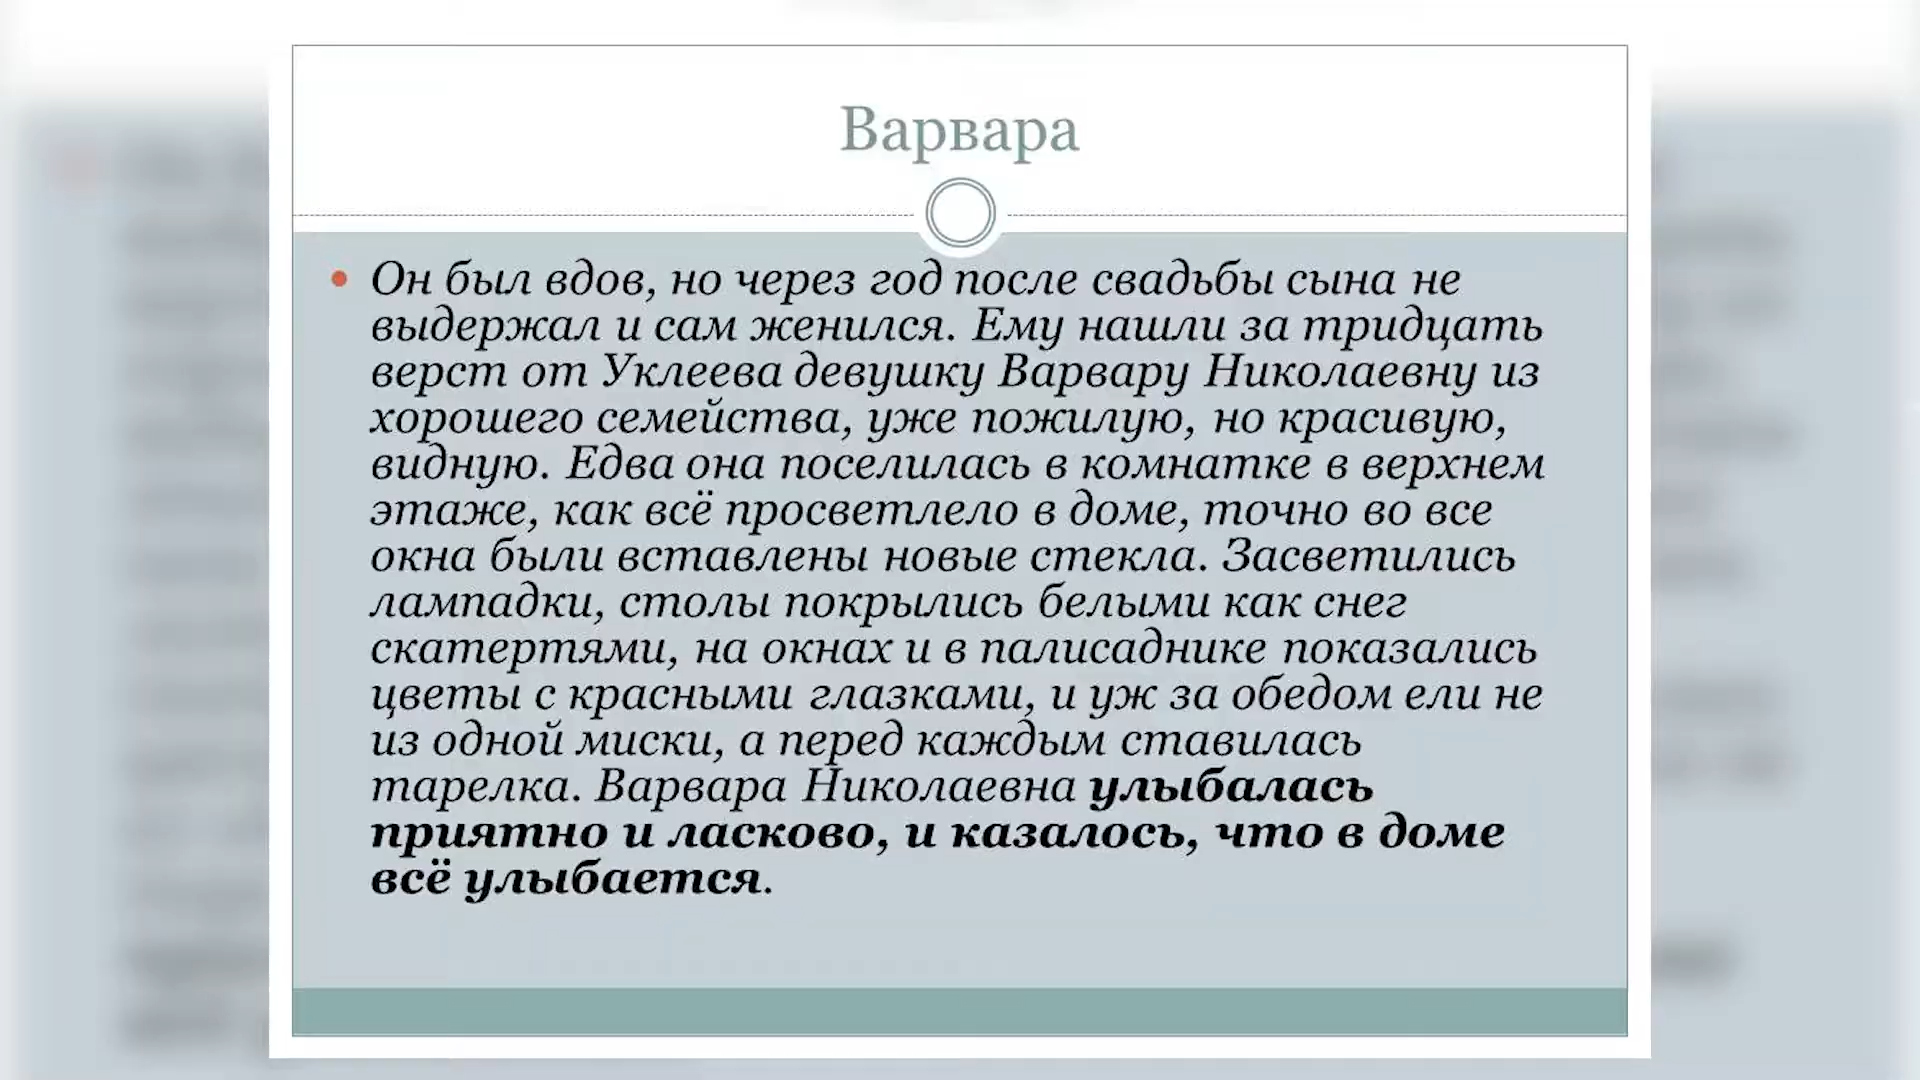 Варвара
Он был вдов, но через год после свадьбы сына не
выдержал и сам женился. Ему нашли за тридцать
верст от Уклеева девушку Варвару Николаевну из
хорошего семейства, уже пожилую, но красивую,
видную. Едва она поселилась в комнатке в верхнем
этаже, как всё просветлело в доме, точно во все
окна были вставлены новые стекла. Засветились
лампадки, столы покрылись белыми как снег
скатертями, на окнах и в палисаднике показались
цветы с красными глазками, и уж за обедом ели не
из одной миски, а перед каждым ставилась
тарелка. Варвара Николаевна улыбалась
приятно и ласково, и казалось, что в доме
всё улыбается.